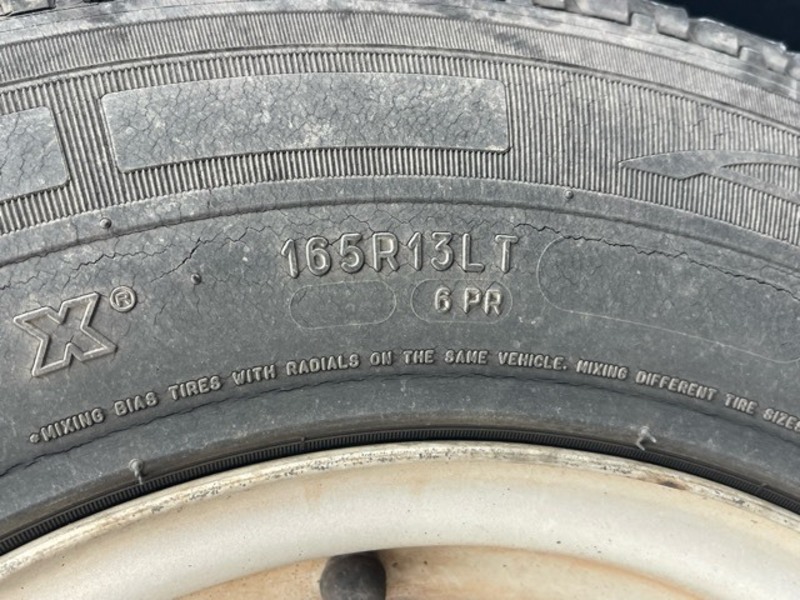 165R13LT
6 PR
X®
*MIXING BIAS TIRES WITH RADIALS ON THE SAME VEHICLE. MIXING DIFFERENT TIRE SIZES